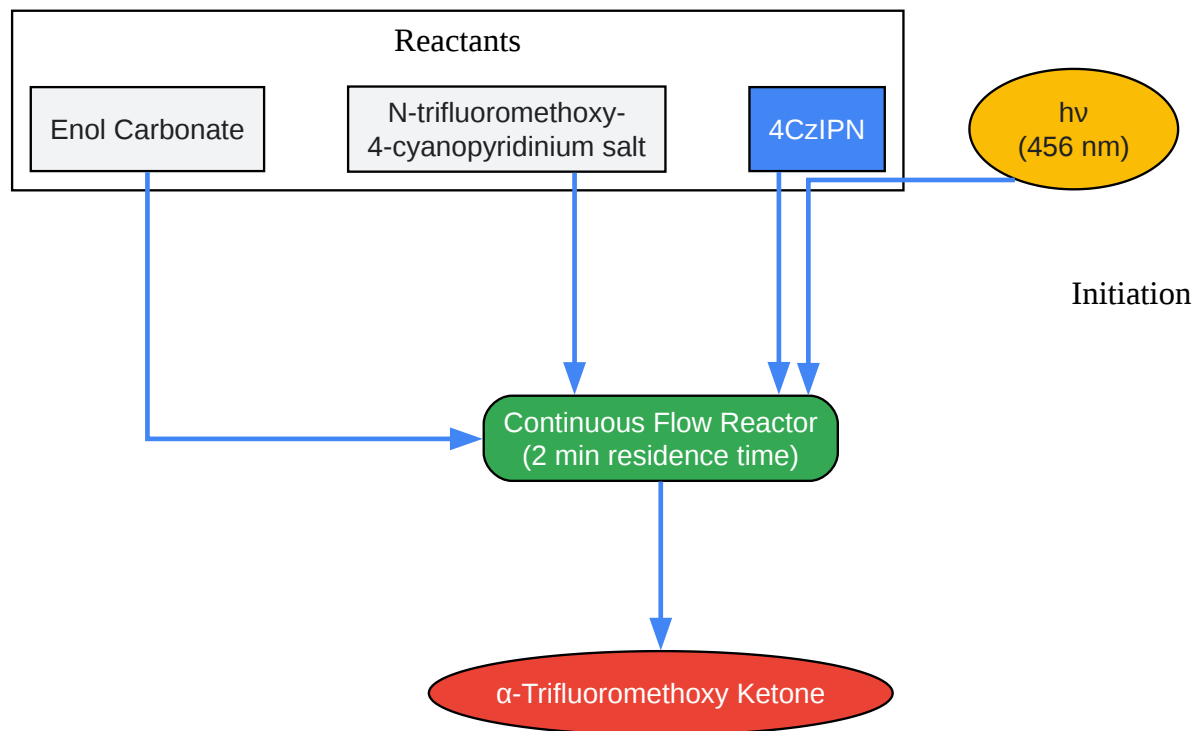 Reactants
Enol Carbonate
N-trifluoromethoxy-
4-cyanopyridinium salt
4CzIPN
hν
(456 nm)
Initiation
Continuous Flow Reactor
(2 min residence time)
α-Trifluoromethoxy Ketone